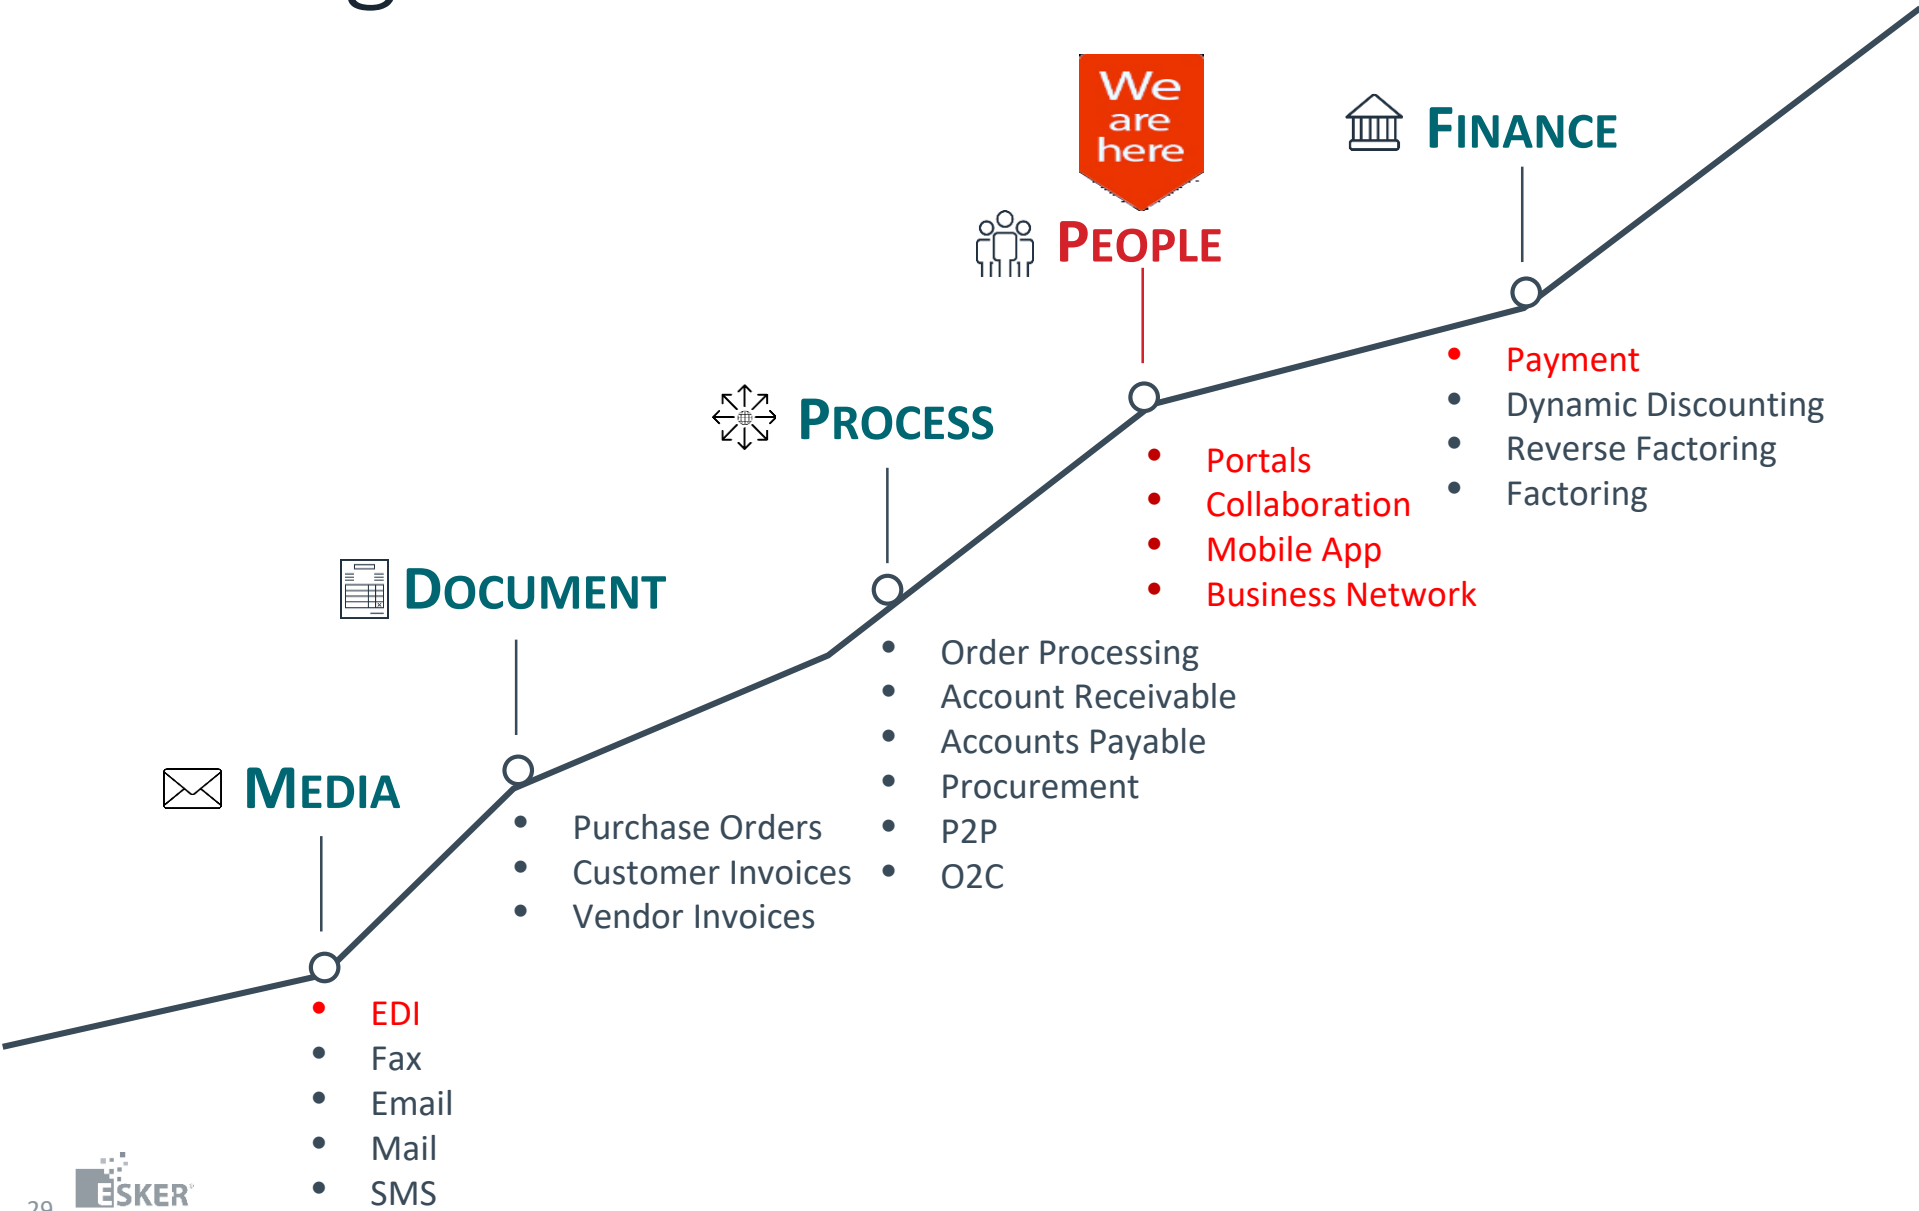 We
are
here
FINANCE
PEOPLE
• Payment
• Dynamic Discounting
• Reverse Factoring
• Factoring
PROCESS
• Portals
• Collaboration
• Mobile App
• Business Network
DOCUMENT
• Order Processing
• Account Receivable
• Accounts Payable
• Procurement
• P2P
• O2C
MEDIA
• Purchase Orders
• Customer Invoices
• Vendor Invoices
• EDI
• Fax
• Email
• Mail
• SMS
29
ESKER